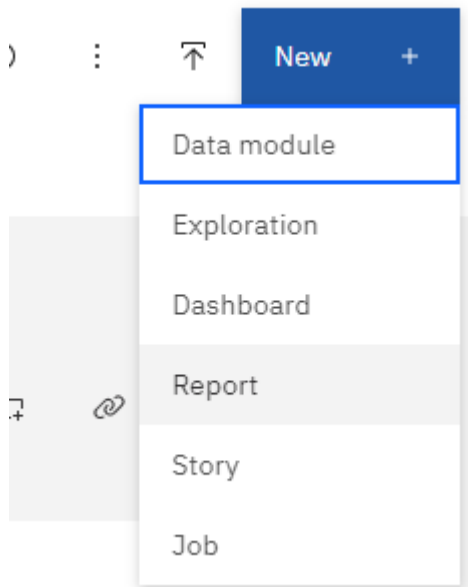 New +
Data module
Exploration
Dashboard
Report
Story
Job